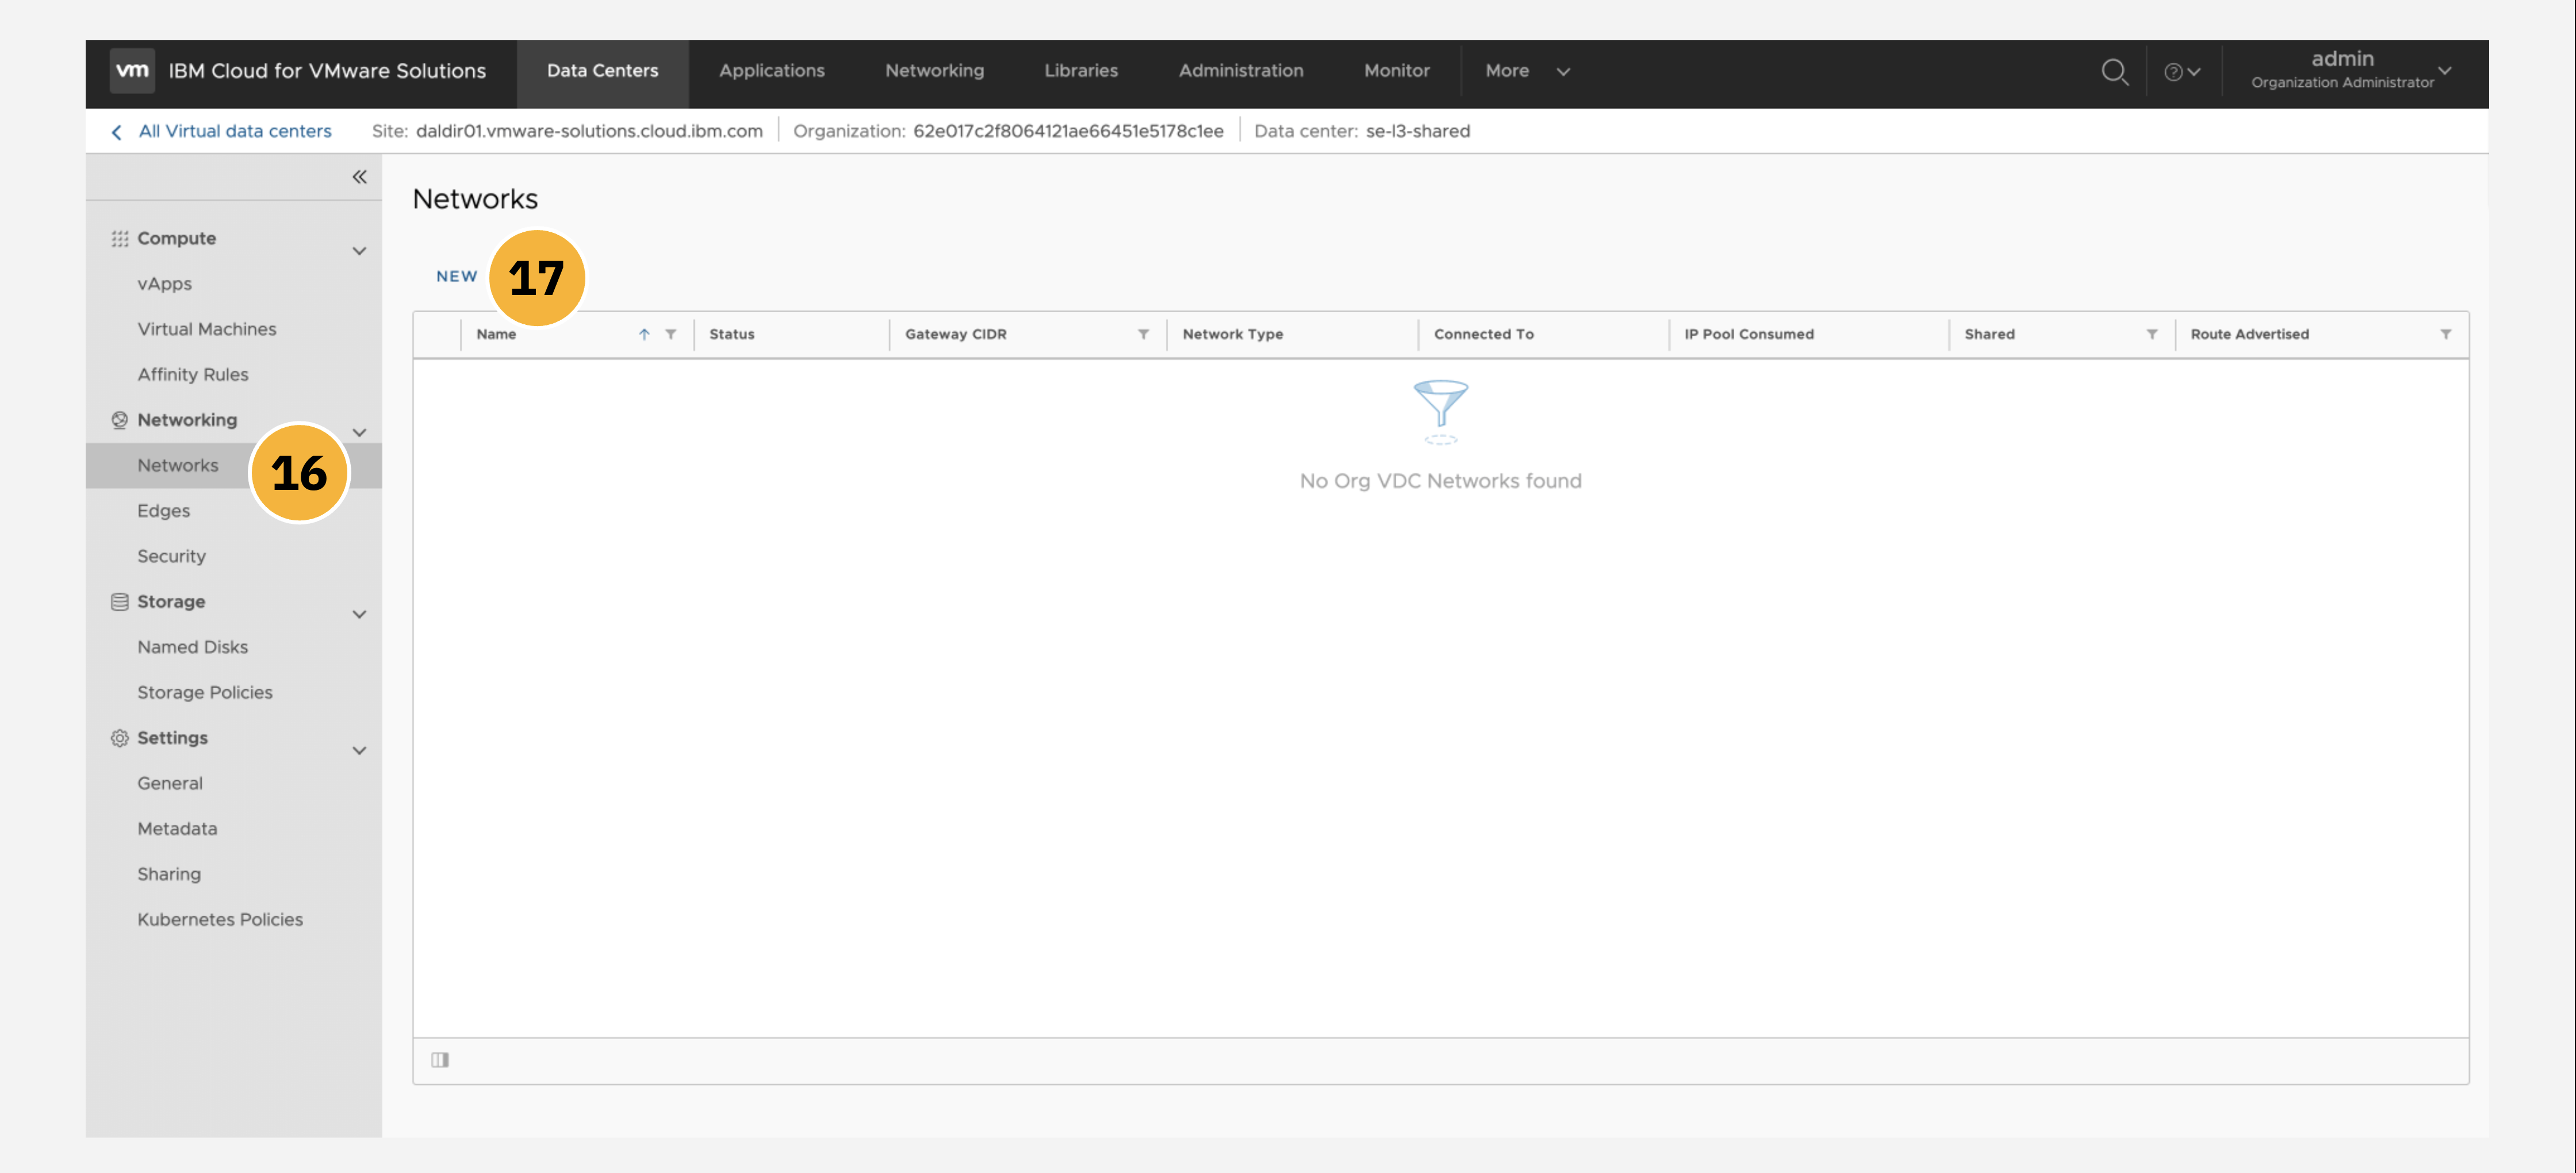 vm IBM Cloud for VMware Solutions Data Centers Applications Networking Libraries Administration Monitor More admin
Organization Administrator
All Virtual data centers Site: daldir01.vmware-solutions.cloud.ibm.com Organization: 62e017c2f8064121ae66451e5178c1ee Data center: se-l3-shared
Networks
Compute
vApps
Virtual Machines
Affinity Rules
Networking
Networks 16
Edges
Security
Storage
Named Disks
Storage Policies
Settings
General
Metadata
Sharing
Kubernetes Policies
NEW 17
Name Status Gateway CIDR Network Type Connected To IP Pool Consumed Shared Route Advertised
No Org VDC Networks found